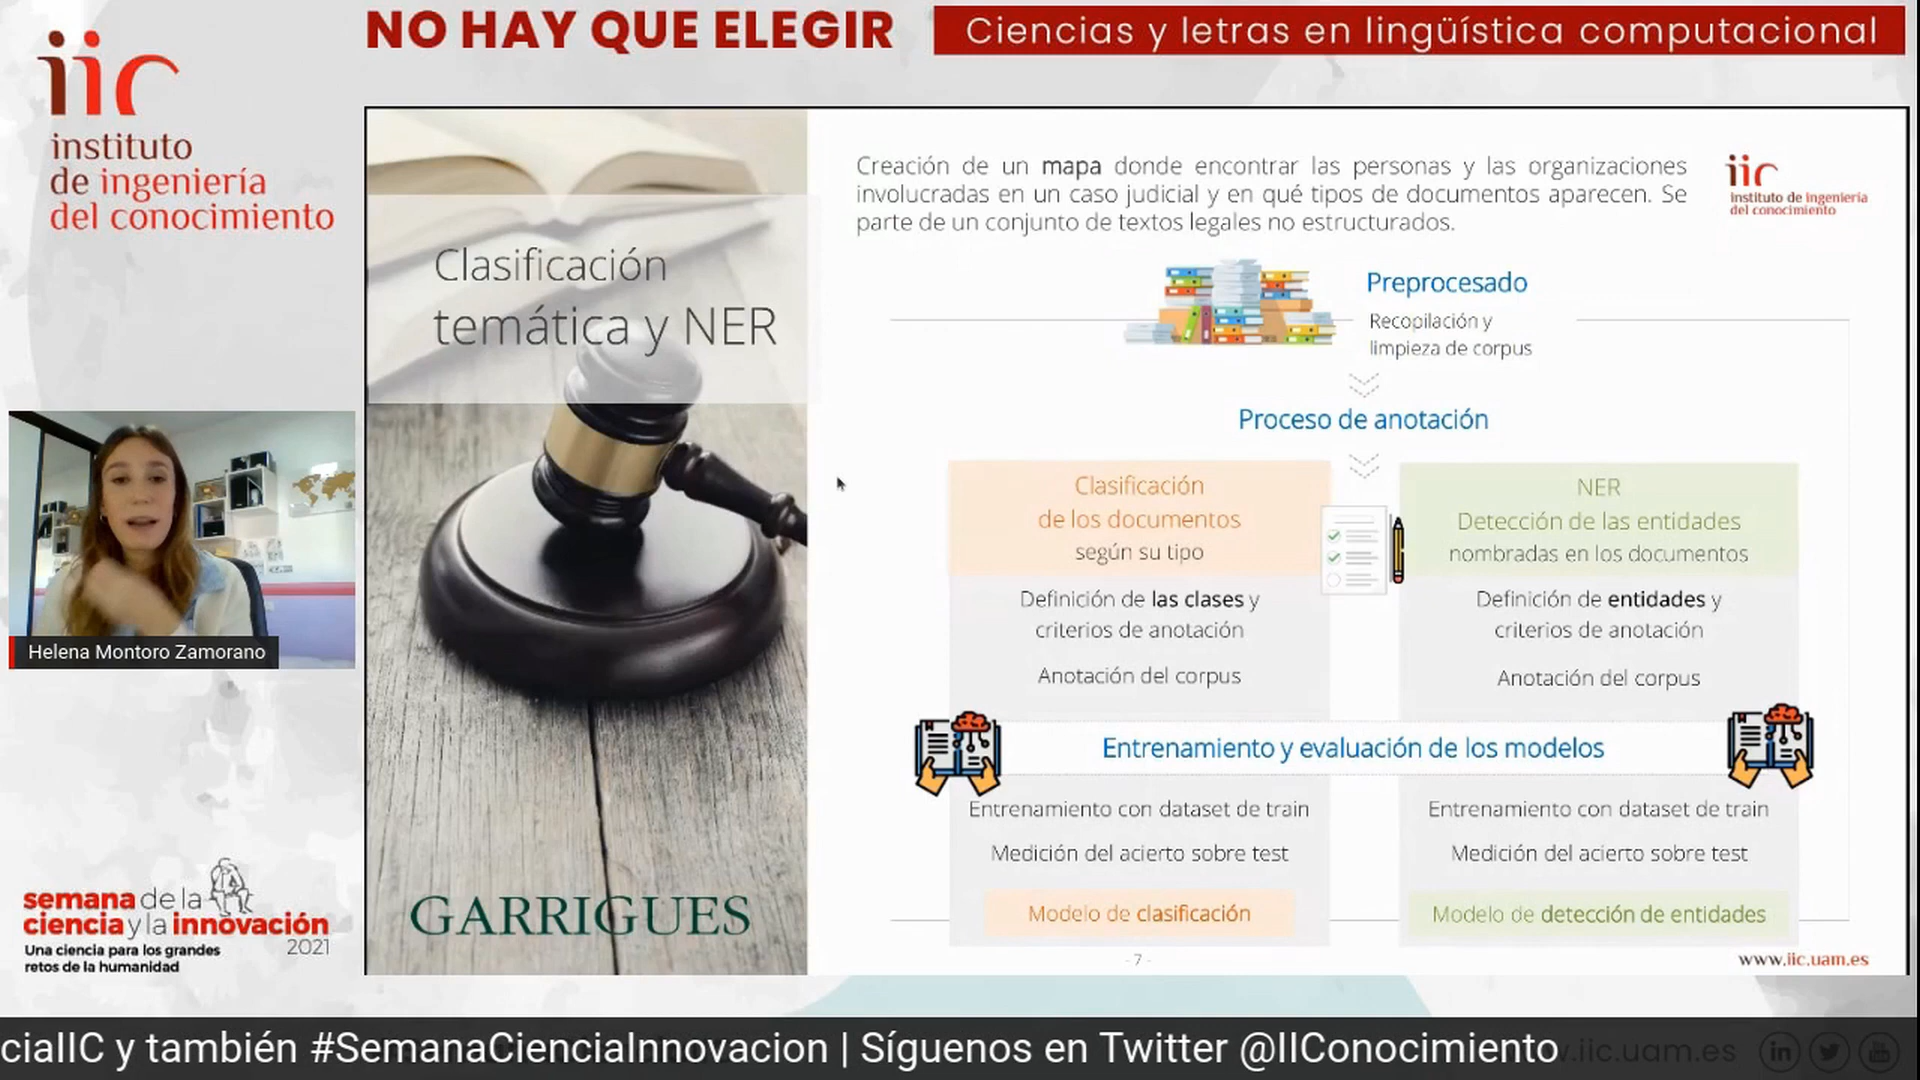 NO HAY QUE ELEGIR
Ciencias y letras en lingüística computacional
iic
instituto
de ingeniería
del conocimiento
Clasificación
temática y NER
GARRIGUES
Creación de un mapa donde encontrar las personas y las organizaciones
involucradas en un caso judicial y en qué tipos de documentos aparecen. Se
parte de un conjunto de textos legales no estructurados.
iic
instituto de ingeniería
del conocimiento
Preprocesado
Recopilación y
limpieza de corpus
Proceso de anotación
Clasificación
de los documentos
según su tipo
Definición de las clases y
criterios de anotación
Anotación del corpus
NER
Detección de las entidades
nombradas en los documentos
Definición de entidades y
criterios de anotación
Anotación del corpus
Entrenamiento y evaluación de los modelos
Entrenamiento con dataset de train
Medición del acierto sobre test
Modelo de clasificación
Entrenamiento con dataset de train
Medición del acierto sobre test
Modelo de detección de entidades
- 7 -
www.iic.uam.es
Helena Montoro Zamorano
semana de la
ciencia y la innovación
2021
Una ciencia para los grandes
retos de la humanidad
ciaIIC y también #SemanaCienciaInnovacion | Síguenos en Twitter @IIConocimiento
.iic.uam.es